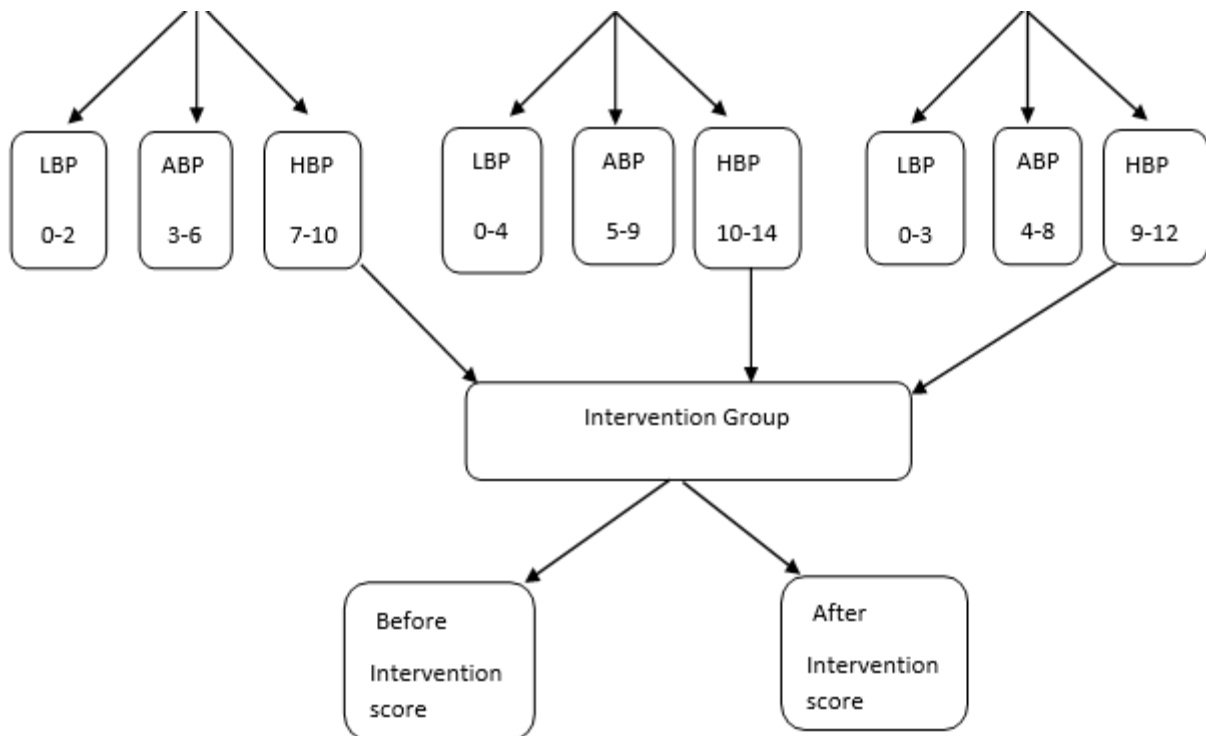 LBP
0-2
ABP
3-6
HBP
7-10
LBP
0-4
ABP
5-9
HBP
10-14
LBP
0-3
ABP
4-8
HBP
9-12
Intervention Group
Before
Intervention
score
After
Intervention
score